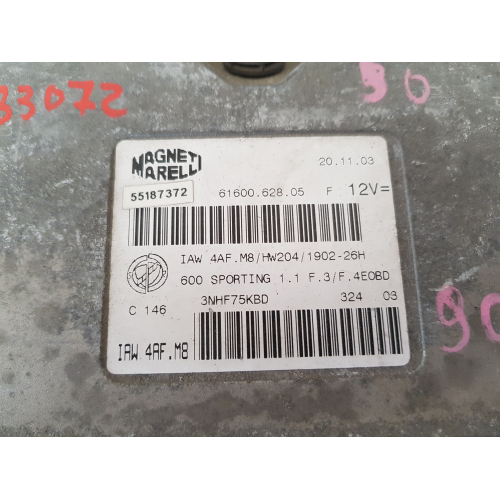 33072
90
MAGNETI
MARELLI
20.11.03
55187372
61600.628.05 F 12V=
IAW 4AF.M8/HW204/1902-26H
600 SPORTING 1.1 F.3/F.4EOBD
C 146
3NHF75KBD 324 03
IAW 4AF.M8
90